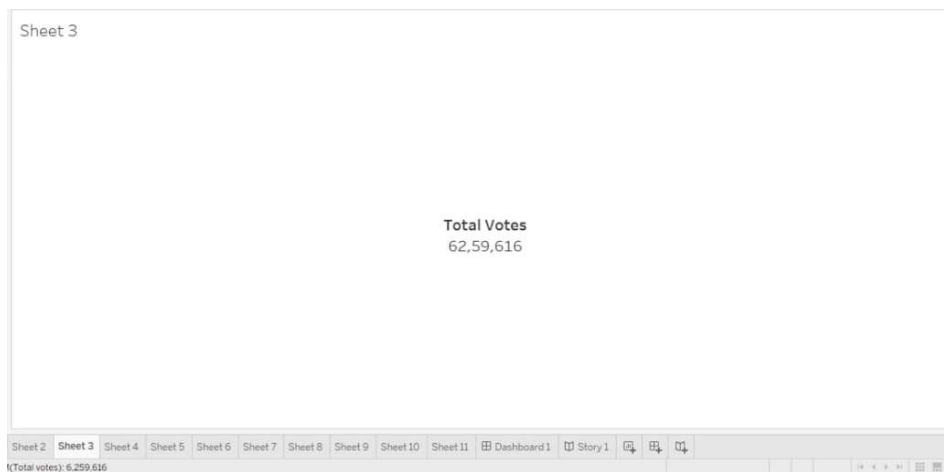 Sheet 3
Total Votes
62,59,616
Sheet 2 Sheet 3 Sheet 4 Sheet 5 Sheet 6 Sheet 7 Sheet 8 Sheet 9 Sheet 10 Sheet 11 Dashboard 1 Story 1
(Total votes): 6,259,616